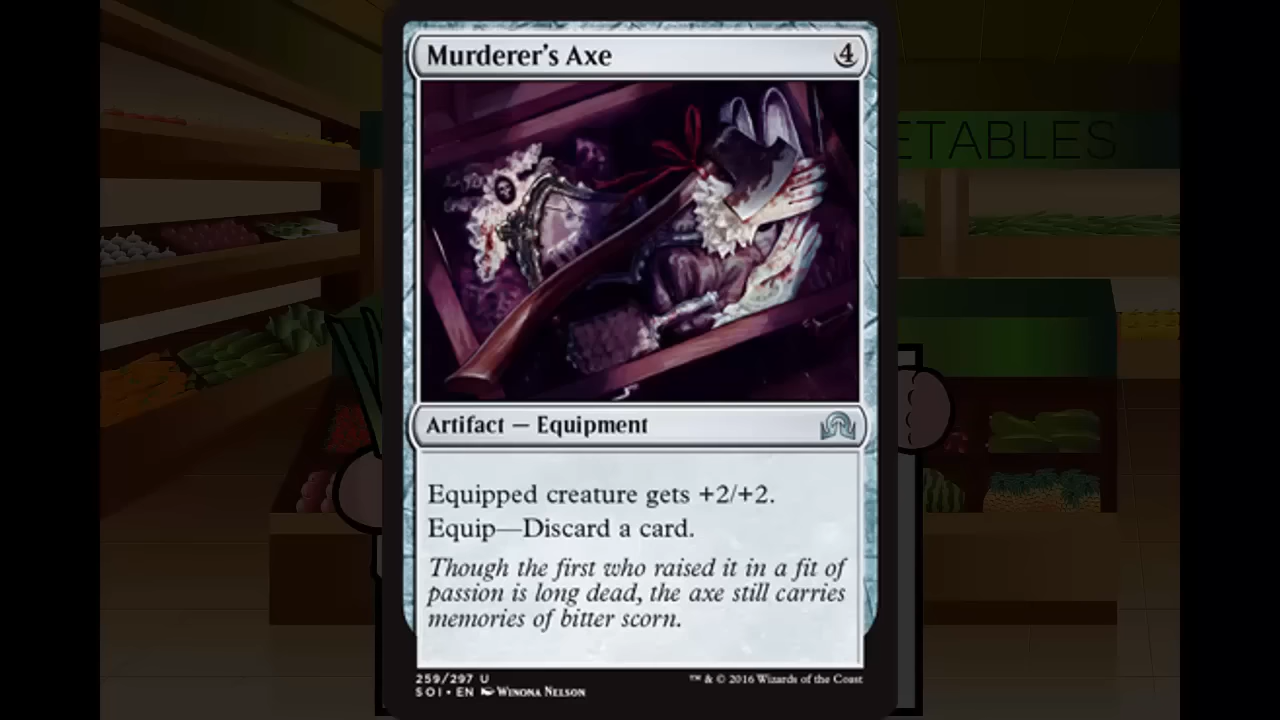 Murderer's Axe 4
ETABLES
Artifact — Equipment
Equipped creature gets +2/+2.
Equip—Discard a card.
Though the first who raised it in a fit of
passion is long dead, the axe still carries
memories of bitter scorn.
259/297 U
SOI • EN Winona Nelson
™ & © 2016 Wizards of the Coast